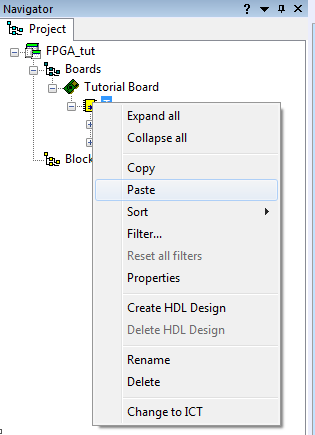 Navigator
Project
FPGA_tut
Boards
Tutorial Board
Block
Expand all
Collapse all
Copy
Paste
Sort
Filter...
Reset all filters
Properties
Create HDL Design
Delete HDL Design
Rename
Delete
Change to ICT